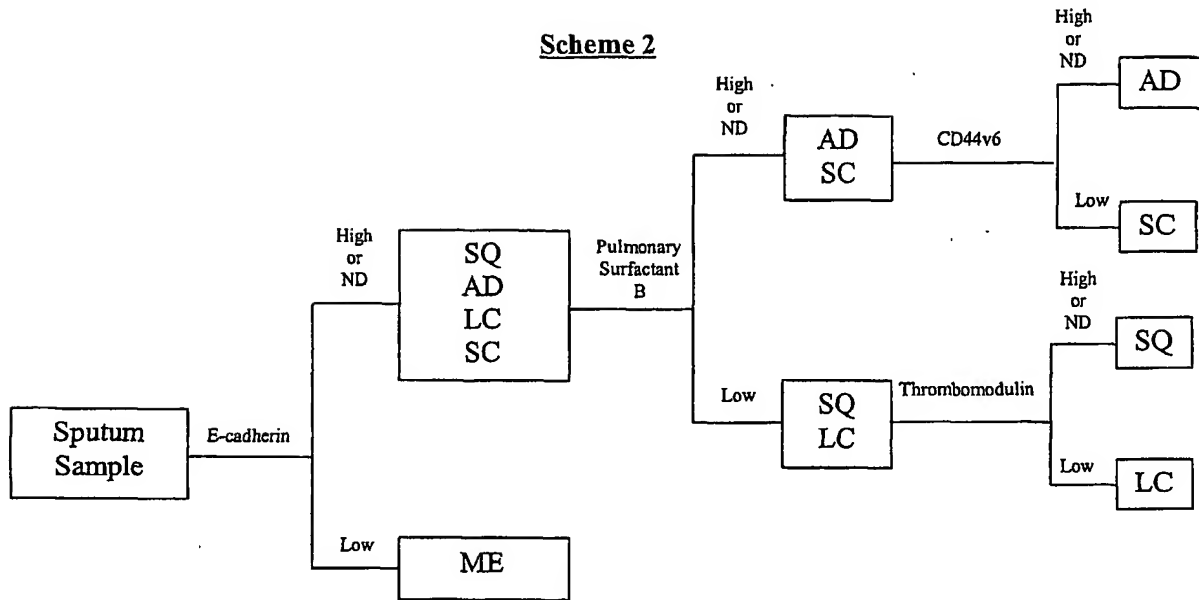 Scheme 2
Sputum
Sample
E-cadherin
High
or
ND
SQ
AD
LC
SC
Low
ME
Pulmonary
Surfactant
B
High
or
ND
AD
SC
CD44v6
High
or
ND
AD
Low
SC
Low
SQ
LC
Thrombomodulin
High
or
ND
SQ
Low
LC